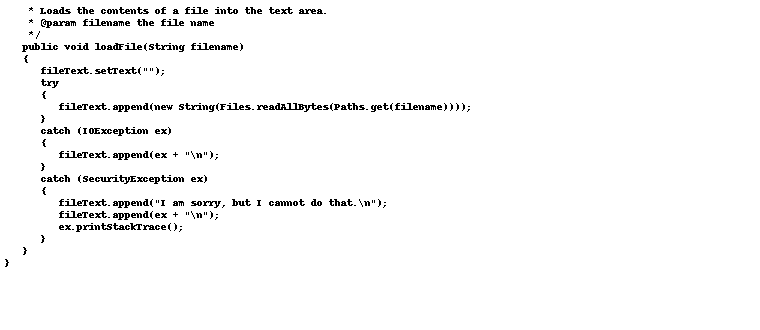 * Loads the contents of a file into the text area.
* @param filename the file name
*/
public void loadFile(String filename)
{
fileText.setText("");
try
{
fileText.append(new String(Files.readAllBytes(Paths.get(filename))));
}
catch (IOException ex)
{
fileText.append(ex + "\n");
}
catch (SecurityException ex)
{
fileText.append("I am sorry, but I cannot do that.\n");
fileText.append(ex + "\n");
ex.printStackTrace();
}
}
}